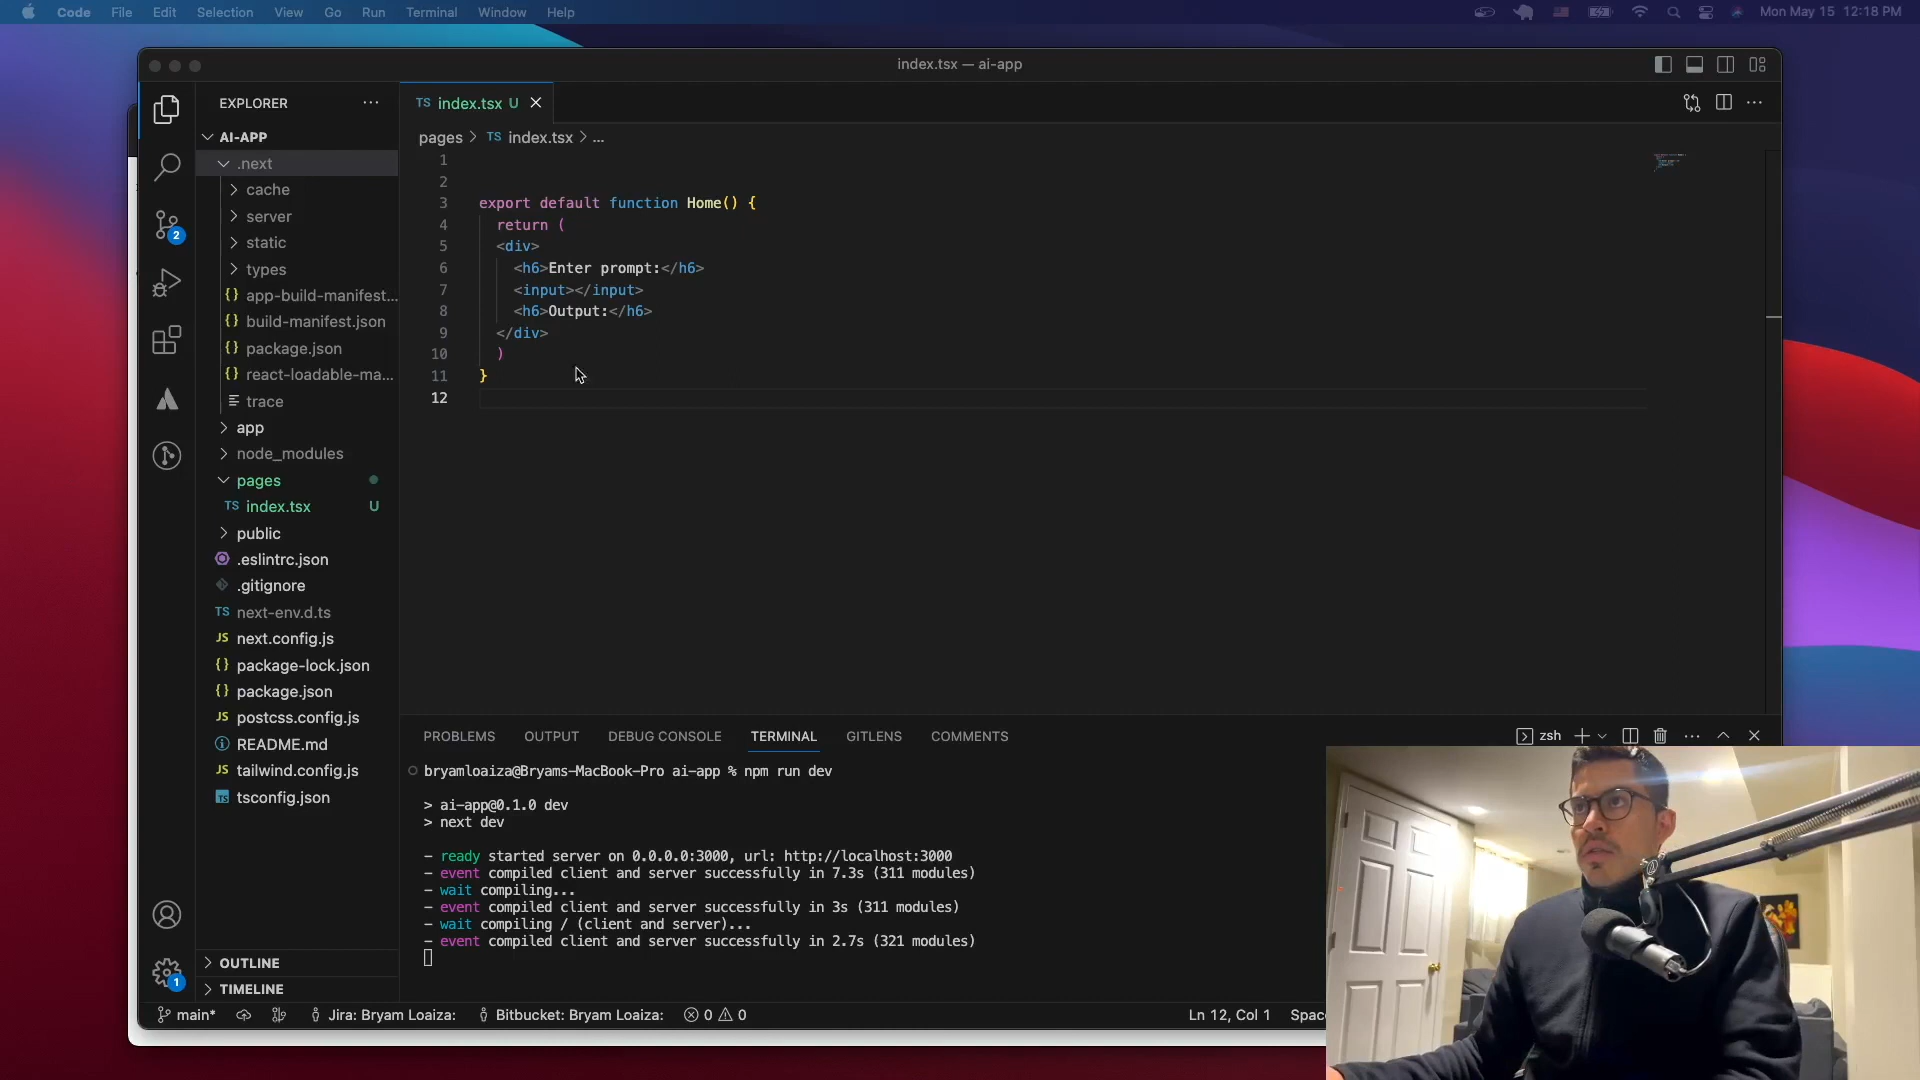 Code File Edit Selection View Go Run Terminal Window Help
Mon May 15 12:18 PM
index.tsx — ai-app
EXPLORER
AI-APP
.next
cache
server
static
types
{} app-build-manifest...
{} build-manifest.json
{} package.json
{} react-loadable-ma...
trace
app
node_modules
pages
TS index.tsx U
public
.eslintrc.json
.gitignore
TS next-env.d.ts
JS next.config.js
{} package-lock.json
{} package.json
JS postcss.config.js
README.md
JS tailwind.config.js
TS tsconfig.json
OUTLINE
TIMELINE
2
1
TS index.tsx U
pages > TS index.tsx > ...
1
2
3 export default function Home() {
4 return (
5 <div>
6 <h6>Enter prompt:</h6>
7 <input></input>
8 <h6>Output:</h6>
9 </div>
10 )
11 }
12
PROBLEMS OUTPUT DEBUG CONSOLE TERMINAL GITLENS COMMENTS
zsh
bryamloaiza@Bryams-MacBook-Pro ai-app % npm run dev
> ai-app@0.1.0 dev
> next dev
- ready started server on 0.0.0.0:3000, url: http://localhost:3000
- event compiled client and server successfully in 7.3s (311 modules)
- wait compiling...
- event compiled client and server successfully in 3s (311 modules)
- wait compiling / (client and server)...
- event compiled client and server successfully in 2.7s (321 modules)
main* Jira: Bryam Loaiza: Bitbucket: Bryam Loaiza: 0 0
Ln 12, Col 1 Spac